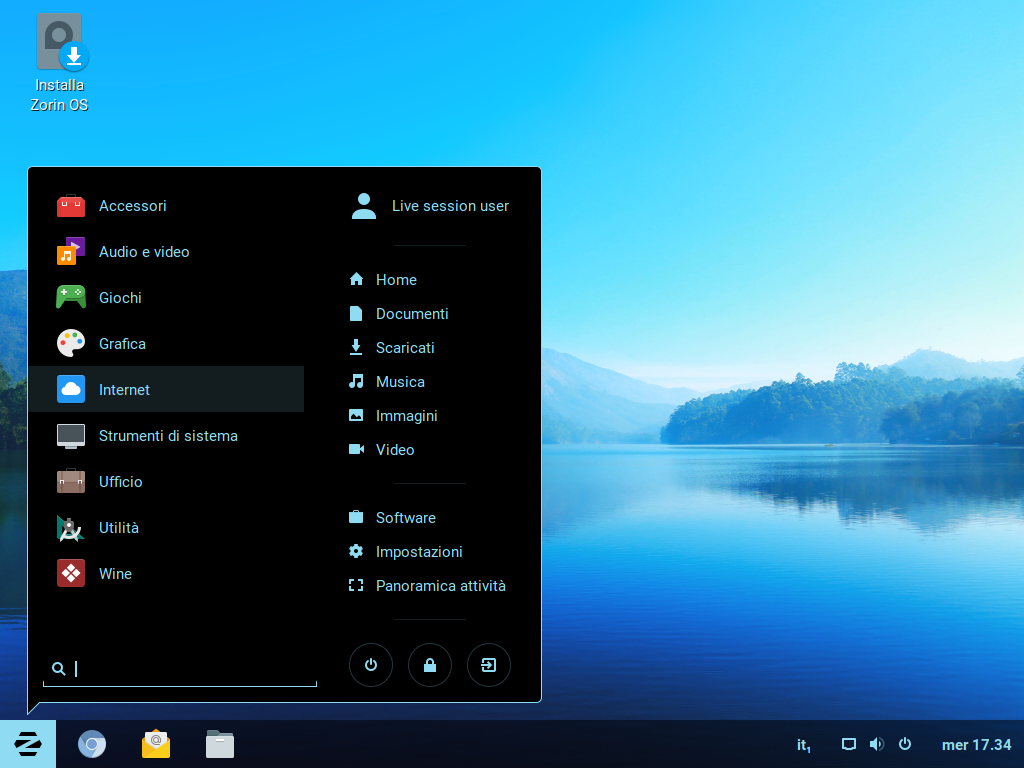 Installa
Zorin OS
Accessori
Audio e video
Giochi
Grafica
Internet
Strumenti di sistema
Ufficio
Utilità
Wine
Live session user
Home
Documenti
Scaricati
Musica
Immagini
Video
Software
Impostazioni
Panoramica attività
it₁
mer 17.34